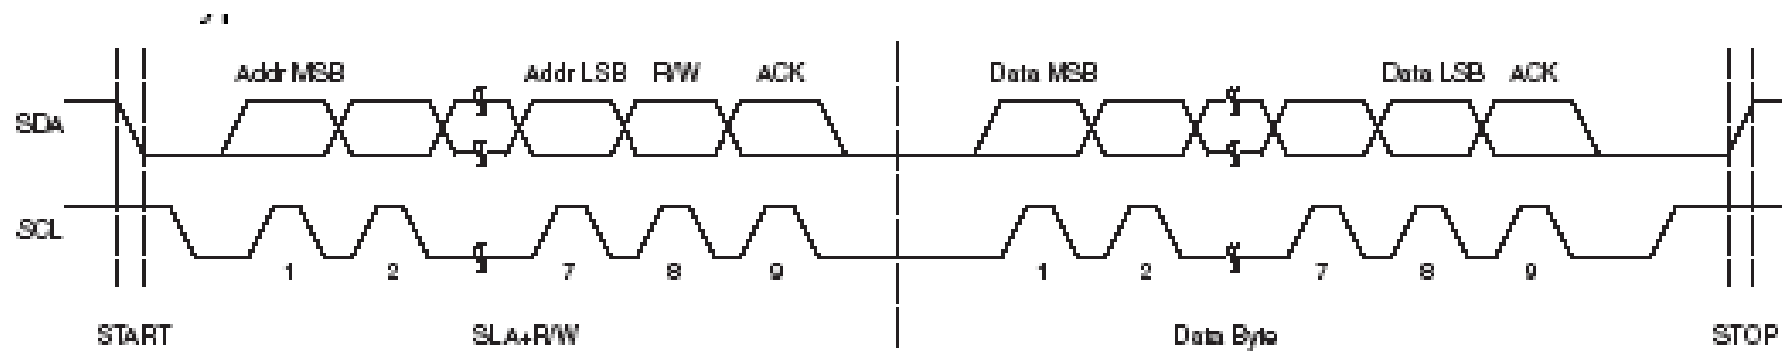 Addr MSB Addr LSB R/W ACK Data MSB Data LSB ACK
SDA
SCL
1 2 7 8 9 1 2 7 8 9
START SLA+R/W Data Byte STOP